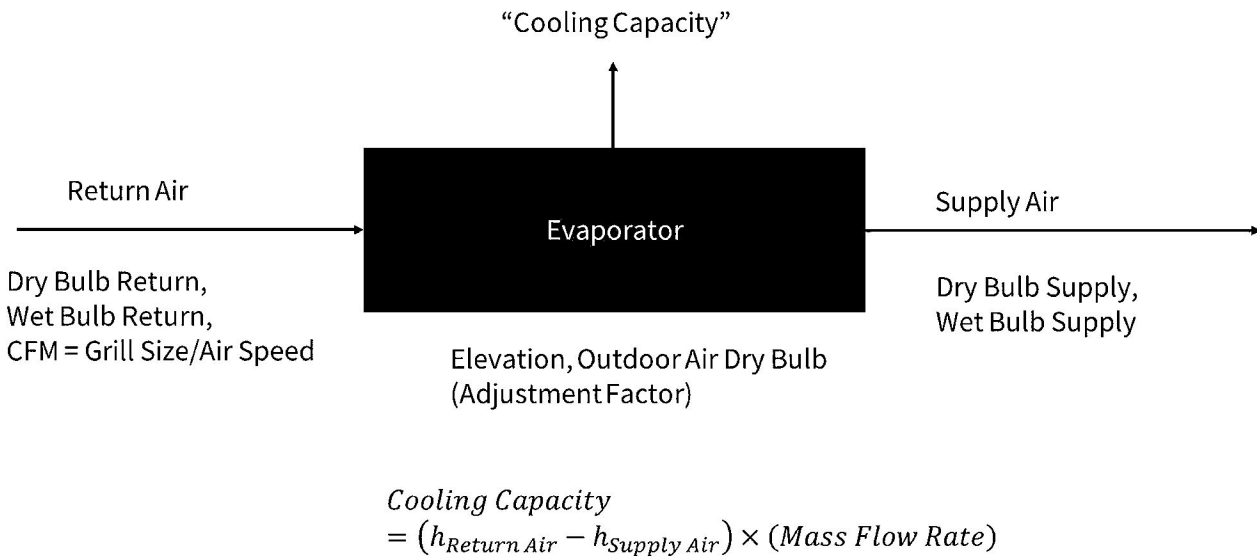 “Cooling Capacity”
Return Air
Evaporator
Supply Air
Dry Bulb Return,
Wet Bulb Return,
CFM = Grill Size/Air Speed
Dry Bulb Supply,
Wet Bulb Supply
Elevation, Outdoor Air Dry Bulb
(Adjustment Factor)
Cooling Capacity
= (h_Return Air − h_Supply Air) × (Mass Flow Rate)